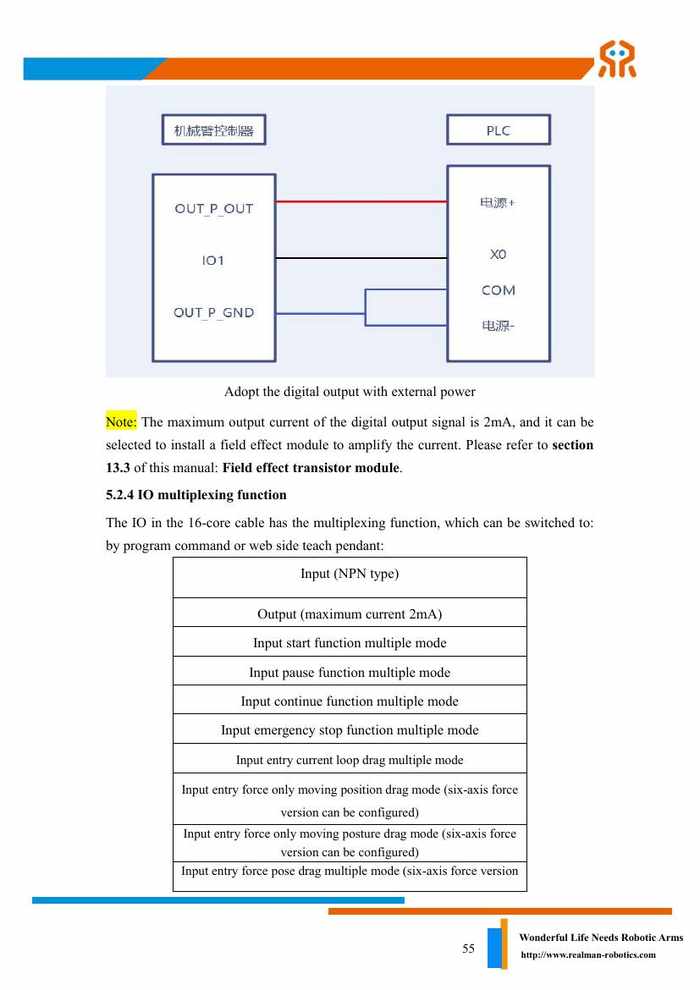 机械臂控制器
PLC
OUT_P_OUT
电源+
IO1
X0
COM
OUT_P_GND
电源-
Adopt the digital output with external power
Note: The maximum output current of the digital output signal is 2mA, and it can be
selected to install a field effect module to amplify the current. Please refer to section
13.3 of this manual: Field effect transistor module.
5.2.4 IO multiplexing function
The IO in the 16-core cable has the multiplexing function, which can be switched to:
by program command or web side teach pendant:
Input (NPN type)
Output (maximum current 2mA)
Input start function multiple mode
Input pause function multiple mode
Input continue function multiple mode
Input emergency stop function multiple mode
Input entry current loop drag multiple mode
Input entry force only moving position drag mode (six-axis force
version can be configured)
Input entry force only moving posture drag mode (six-axis force
version can be configured)
Input entry force pose drag multiple mode (six-axis force version
55
Wonderful Life Needs Robotic Arms
http://www.realman-robotics.com